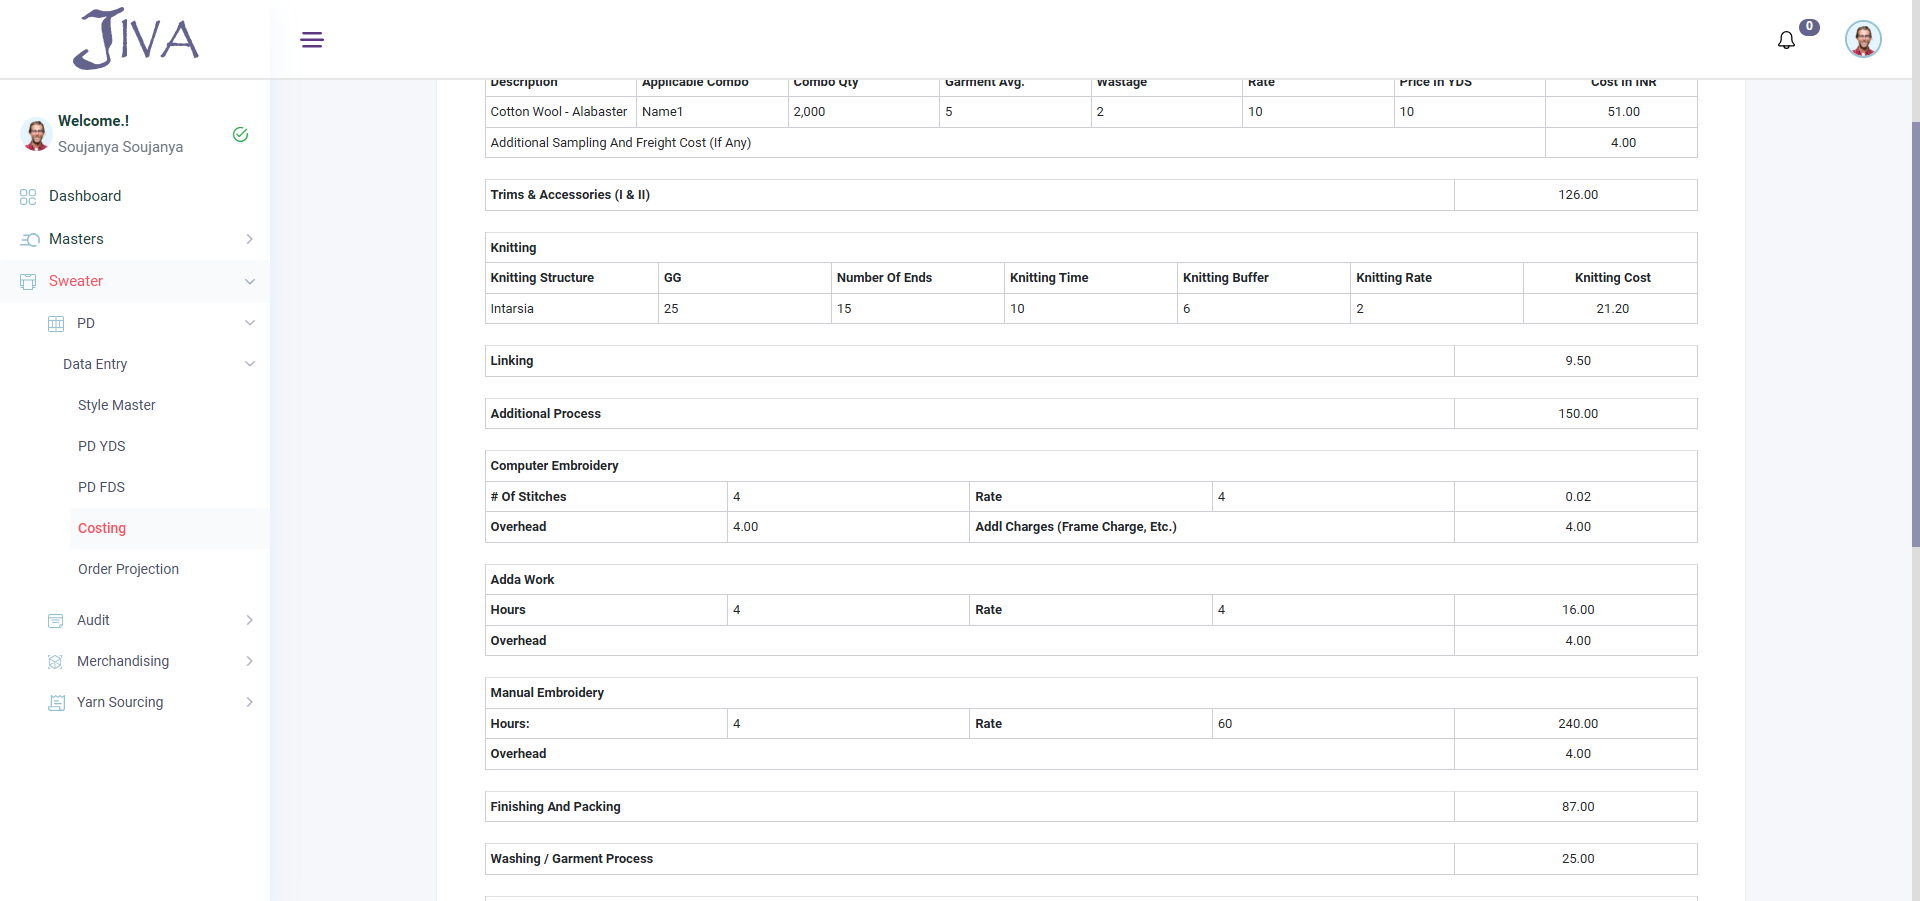 JIVA
0
Welcome.!
Soujanya Soujanya
Dashboard
Masters
Sweater
PD
Data Entry
Style Master
PD YDS
PD FDS
Costing
Order Projection
Audit
Merchandising
Yarn Sourcing
Description Applicable Combo Combo Qty Garment Avg. Wastage Rate Price In YDS Cost In INR
Cotton Wool - Alabaster Name1 2,000 5 2 10 10 51.00
Additional Sampling And Freight Cost (If Any) 4.00
Trims & Accessories (I & II) 126.00
Knitting
Knitting Structure GG Number Of Ends Knitting Time Knitting Buffer Knitting Rate Knitting Cost
Intarsia 25 15 10 6 2 21.20
Linking 9.50
Additional Process 150.00
Computer Embroidery
# Of Stitches 4 Rate 4 0.02
Overhead 4.00 Addl Charges (Frame Charge, Etc.) 4.00
Adda Work
Hours 4 Rate 4 16.00
Overhead 4.00
Manual Embroidery
Hours: 4 Rate 60 240.00
Overhead 4.00
Finishing And Packing 87.00
Washing / Garment Process 25.00